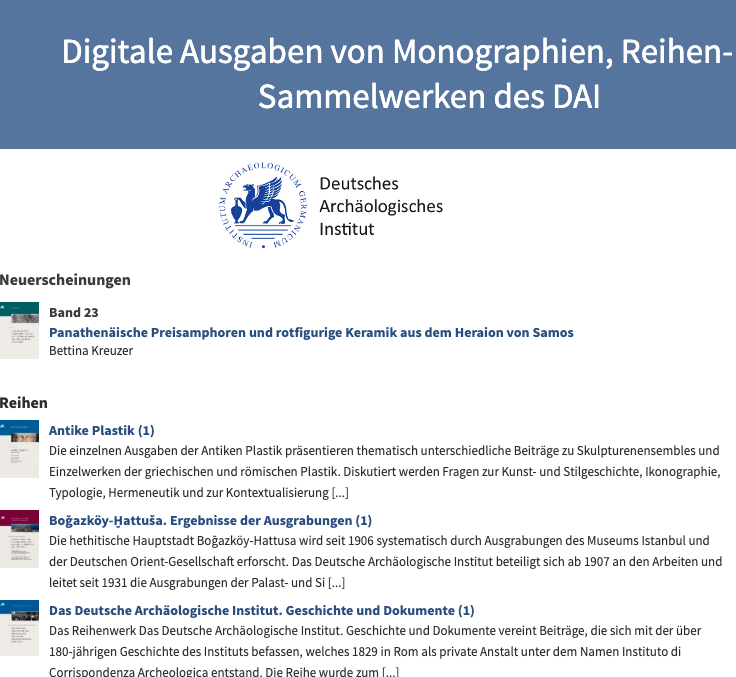 Digitale Ausgaben von Monographien, Reihen-
Sammelwerken des DAI
INSTITUTUM ARCHAEOLOGICUM GERMANICUM
Deutsches
Archäologisches
Institut
Neuerscheinungen
Band 23
Panathenäische Preisamphoren und rotfigurige Keramik aus dem Heraion von Samos
Bettina Kreuzer
Reihen
Antike Plastik (1)
Die einzelnen Ausgaben der Antiken Plastik präsentieren thematisch unterschiedliche Beiträge zu Skulpturenensembles und
Einzelwerken der griechischen und römischen Plastik. Diskutiert werden Fragen zur Kunst- und Stilgeschichte, Ikonographie,
Typologie, Hermeneutik und zur Kontextualisierung [...]
Boğazköy-Ḫattuša. Ergebnisse der Ausgrabungen (1)
Die hethitische Hauptstadt Boğazköy-Hattusa wird seit 1906 systematisch durch Ausgrabungen des Museums Istanbul und
der Deutschen Orient-Gesellschaft erforscht. Das Deutsche Archäologische Institut beteiligt sich ab 1907 an den Arbeiten und
leitet seit 1931 die Ausgrabungen der Palast- und Si [...]
Das Deutsche Archäologische Institut. Geschichte und Dokumente (1)
Das Reihenwerk Das Deutsche Archäologische Institut. Geschichte und Dokumente vereint Beiträge, die sich mit der über
180-jährigen Geschichte des Instituts befassen, welches 1829 in Rom als private Anstalt unter dem Namen Instituto di
Corrispondenza Archeologica entstand. Die Reihe wurde zum [...]